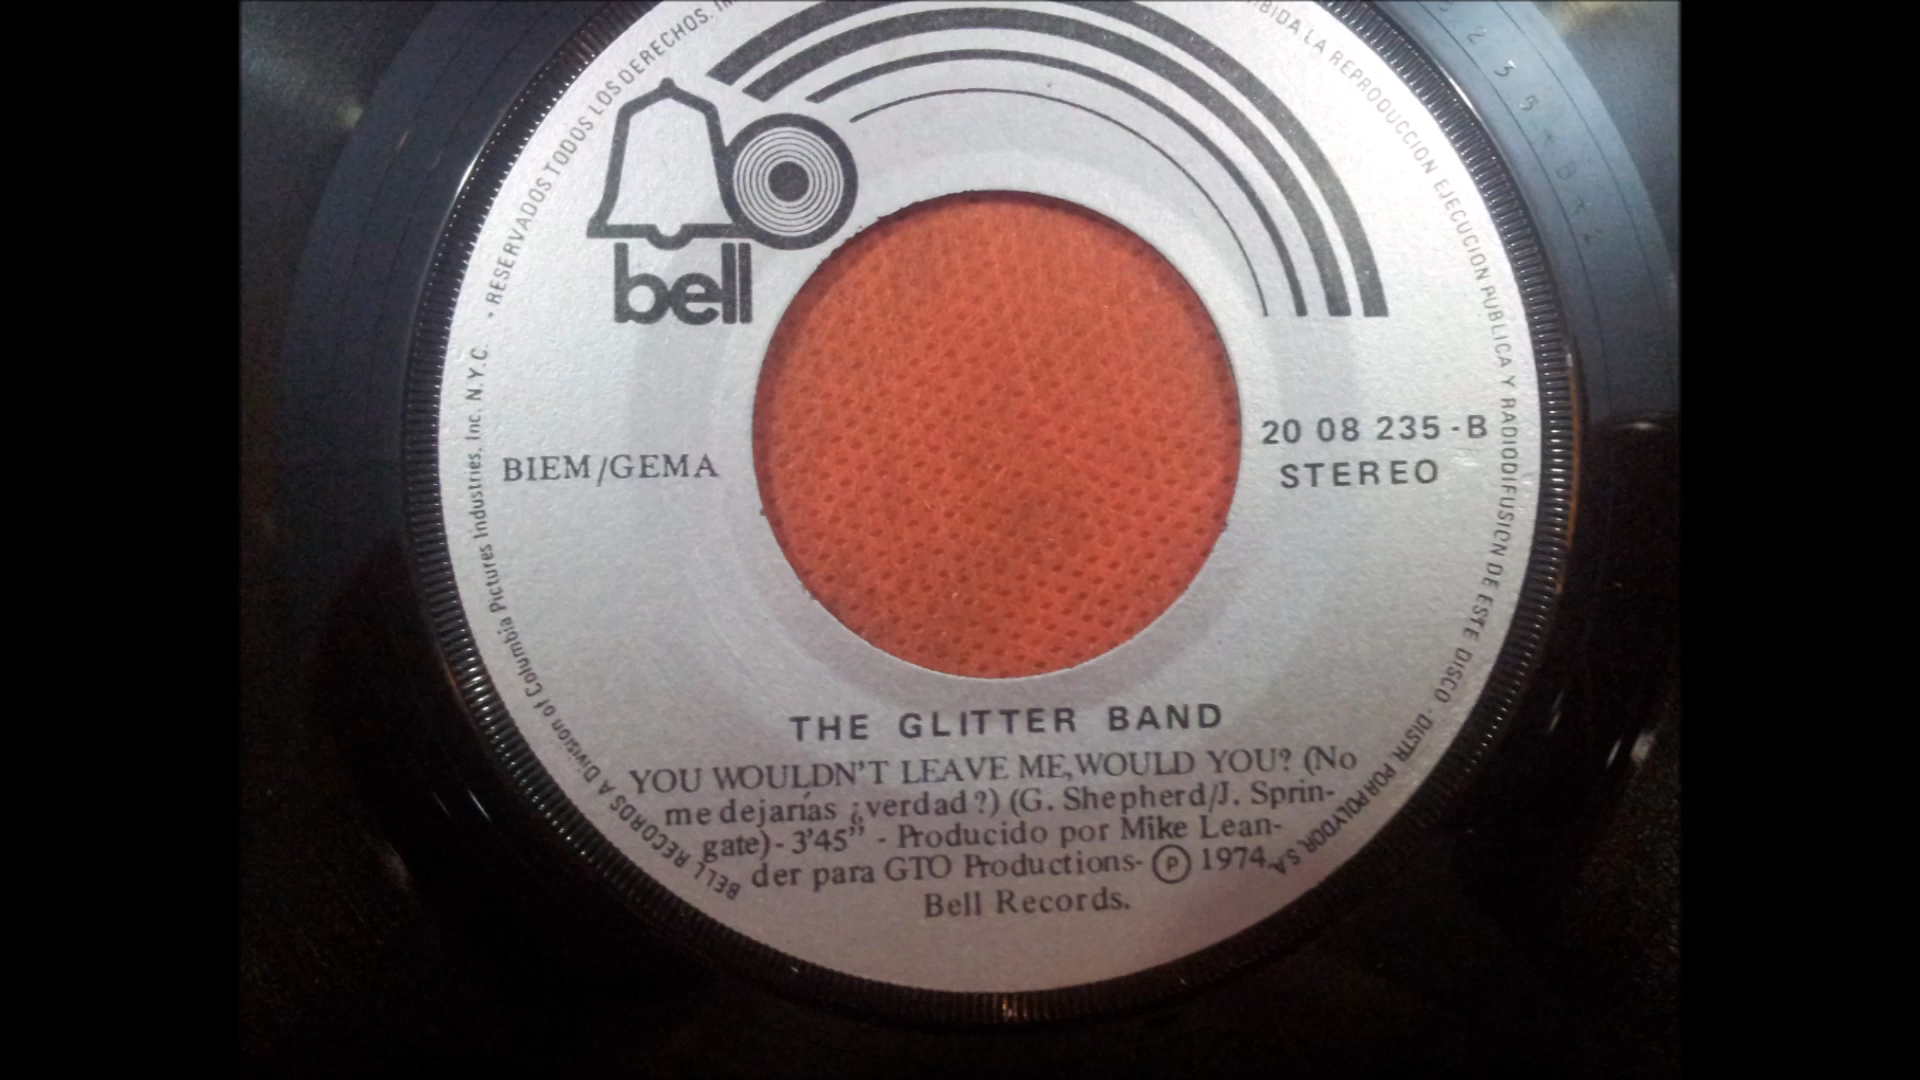 bell
BIEM/GEMA
20 08 235-B
STEREO
THE GLITTER BAND
YOU WOULDN'T LEAVE ME, WOULD YOU? (No
me dejarías ¿verdad?) (G. Shepherd/J. Sprin-
gate) - 3'45" - Producido por Mike Lean-
der para GTO Productions- Ⓟ 1974
Bell Records.
BELL RECORDS A Division of Columbia Pictures Industries, Inc. N.Y.C. • RESERVADOS TODOS LOS DERECHOS.
LA REPRODUCCION EJECUCION PUBLICA Y RADIODIFUSION DE ESTE DISCO - DISTR. POR POLYDOR, S.A.